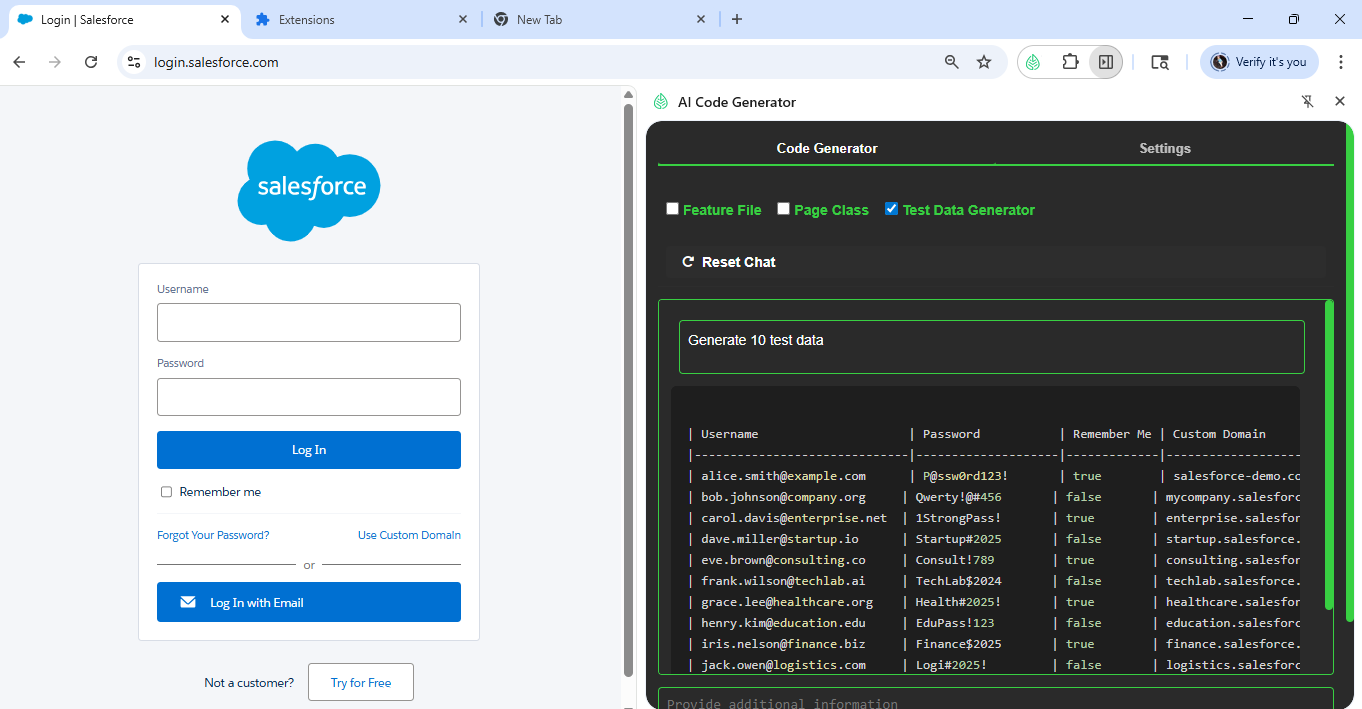 Login | Salesforce
Extensions
New Tab
login.salesforce.com
Verify it's you
salesforce
Username
Password
Log In
Remember me
Forgot Your Password?
Use Custom Domain
or
Log In with Email
Not a customer?
Try for Free
AI Code Generator
Code Generator
Settings
Feature File
Page Class
Test Data Generator
Reset Chat
Generate 10 test data
| Username | Password | Remember Me | Custom Domain
|----------------------------|-------------------|------------|------------------
| alice.smith@example.com | P@ssw0rd123! | true | salesforce-demo.co
| bob.johnson@company.org | Qwerty!@#456 | false | mycompany.salesforc
| carol.davis@enterprise.net | 1StrongPass! | true | enterprise.salesfor
| dave.miller@startup.io | Startup#2025 | false | startup.salesforce.
| eve.brown@consulting.co | Consult!789 | true | consulting.salesfor
| frank.wilson@techlab.ai | TechLab$2024 | false | techlab.salesforce.
| grace.lee@healthcare.org | Health#2025! | true | healthcare.salesfor
| henry.kim@education.edu | EduPass!123 | false | education.salesforc
| iris.nelson@finance.biz | Finance$2025 | true | finance.salesforce.
| jack.owen@logistics.com | Logi#2025! | false | logistics.salesforc
Provide additional information